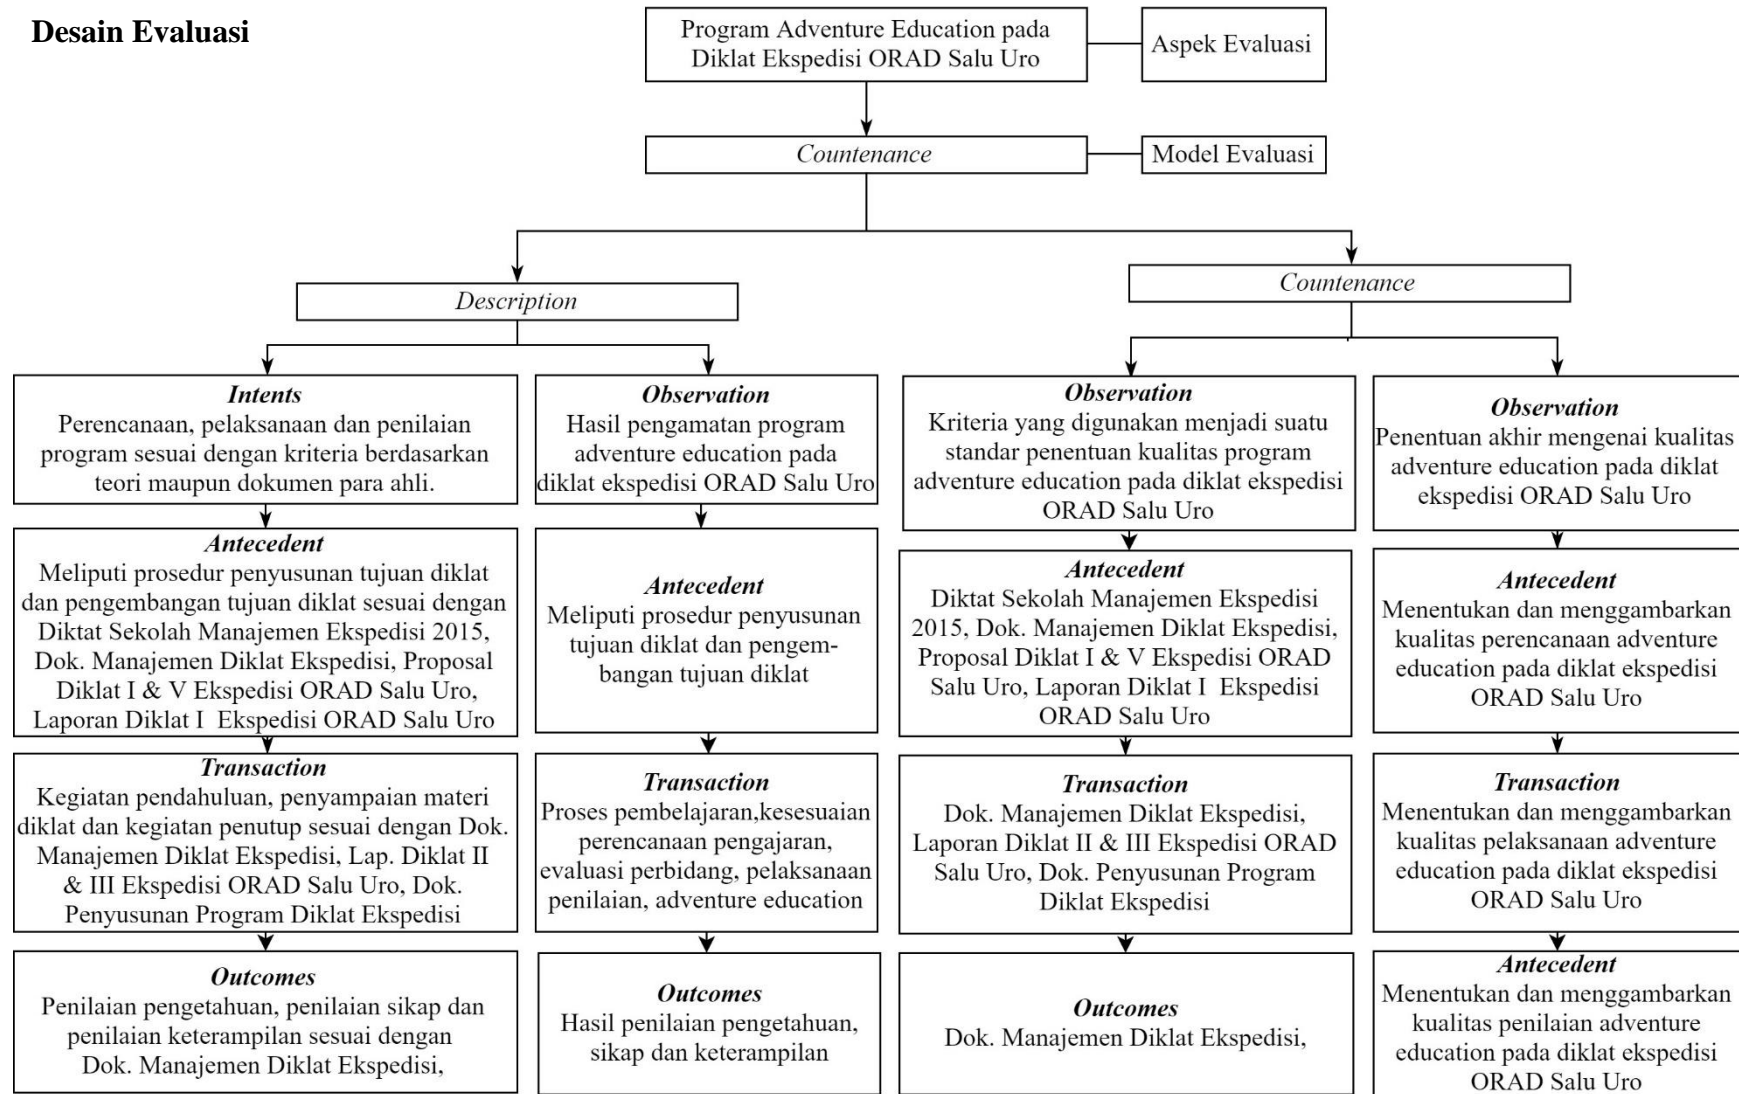 Desain Evaluasi
Program Adventure Education pada
Diklat Ekspedisi ORAD Salu Uro
Aspek Evaluasi
Countenance
Model Evaluasi
Description
Countenance
Intents
Perencanaan, pelaksanaan dan penilaian
program sesuai dengan kriteria berdasarkan
teori maupun dokumen para ahli.
Observation
Hasil pengamatan program
adventure education pada
diklat ekspedisi ORAD Salu Uro
Observation
Kriteria yang digunakan menjadi suatu
standar penentuan kualitas program
adventure education pada diklat ekspedisi
ORAD Salu Uro
Observation
Penentuan akhir mengenai kualitas
adventure education pada diklat
ekspedisi ORAD Salu Uro
Antecedent
Meliputi prosedur penyusunan tujuan diklat
dan pengembangan tujuan diklat sesuai dengan
Diktat Sekolah Manajemen Ekspedisi 2015,
Dok. Manajemen Diklat Ekspedisi, Proposal
Diklat I & V Ekspedisi ORAD Salu Uro,
Laporan Diklat I Ekspedisi ORAD Salu Uro
Antecedent
Meliputi prosedur penyusunan
tujuan diklat dan pengem-
bangan tujuan diklat
Antecedent
Diktat Sekolah Manajemen Ekspedisi
2015, Dok. Manajemen Diklat Ekspedisi,
Proposal Diklat I & V Ekspedisi ORAD
Salu Uro, Laporan Diklat I Ekspedisi
ORAD Salu Uro
Antecedent
Menentukan dan menggambarkan
kualitas perencanaan adventure
education pada diklat ekspedisi
ORAD Salu Uro
Transaction
Kegiatan pendahuluan, penyampaian materi
diklat dan kegiatan penutup sesuai dengan Dok.
Manajemen Diklat Ekspedisi, Lap. Diklat II
& III Ekspedisi ORAD Salu Uro, Dok.
Penyusunan Program Diklat Ekspedisi
Transaction
Proses pembelajaran,kesesuaian
perencanaan pengajaran,
evaluasi perbidang, pelaksanaan
penilaian, adventure education
Transaction
Dok. Manajemen Diklat Ekspedisi,
Laporan Diklat II & III Ekspedisi ORAD
Salu Uro, Dok. Penyusunan Program
Diklat Ekspedisi
Transaction
Menentukan dan menggambarkan
kualitas pelaksanaan adventure
education pada diklat ekspedisi
ORAD Salu Uro
Outcomes
Penilaian pengetahuan, penilaian sikap dan
penilaian keterampilan sesuai dengan
Dok. Manajemen Diklat Ekspedisi,
Outcomes
Hasil penilaian pengetahuan,
sikap dan keterampilan
Outcomes
Dok. Manajemen Diklat Ekspedisi,
Antecedent
Menentukan dan menggambarkan
kualitas penilaian adventure
education pada diklat ekspedisi
ORAD Salu Uro